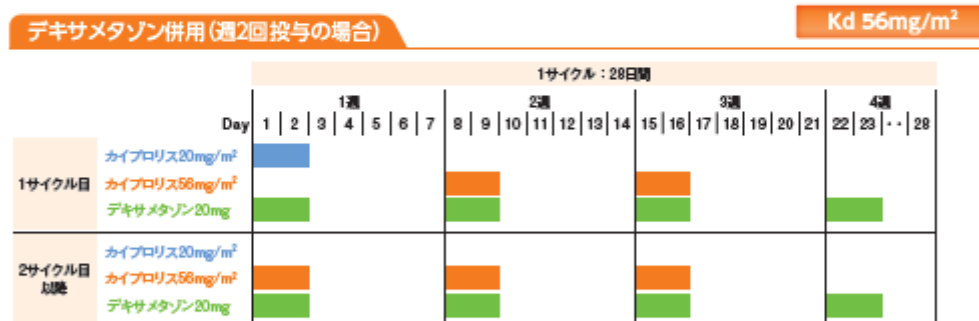 デキサメタゾン併用(週2回投与の場合)
Kd 56mg/m²
1サイクル:28日間
1週 2週 3週 4週
Day 1 2 3 4 5 6 7 8 9 10 11 12 13 14 15 16 17 18 19 20 21 22 23 ・・ 28
カイプロリス20mg/m²
1サイクル目 カイプロリス56mg/m²
デキサメタゾン20mg
カイプロリス20mg/m²
2サイクル目 カイプロリス56mg/m²
以降
デキサメタゾン20mg